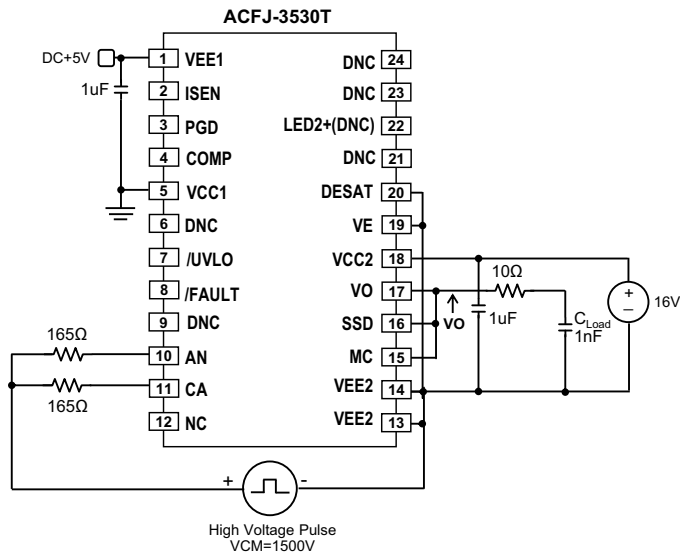 ACFJ-3530T
DC+5V
1uF
1 VEE1
2 ISEN
3 PGD
4 COMP
5 VCC1
6 DNC
7 /UVLO
8 /FAULT
9 DNC
10 AN
11 CA
12 NC
165Ω
165Ω
DNC 24
DNC 23
LED2+(DNC) 22
DNC 21
DESAT 20
VE 19
VCC2 18
VO 17
SSD 16
MC 15
VEE2 14
VEE2 13
10Ω
VO
1uF
CLoad
1nF
+
–
16V
+
-
High Voltage Pulse
VCM=1500V